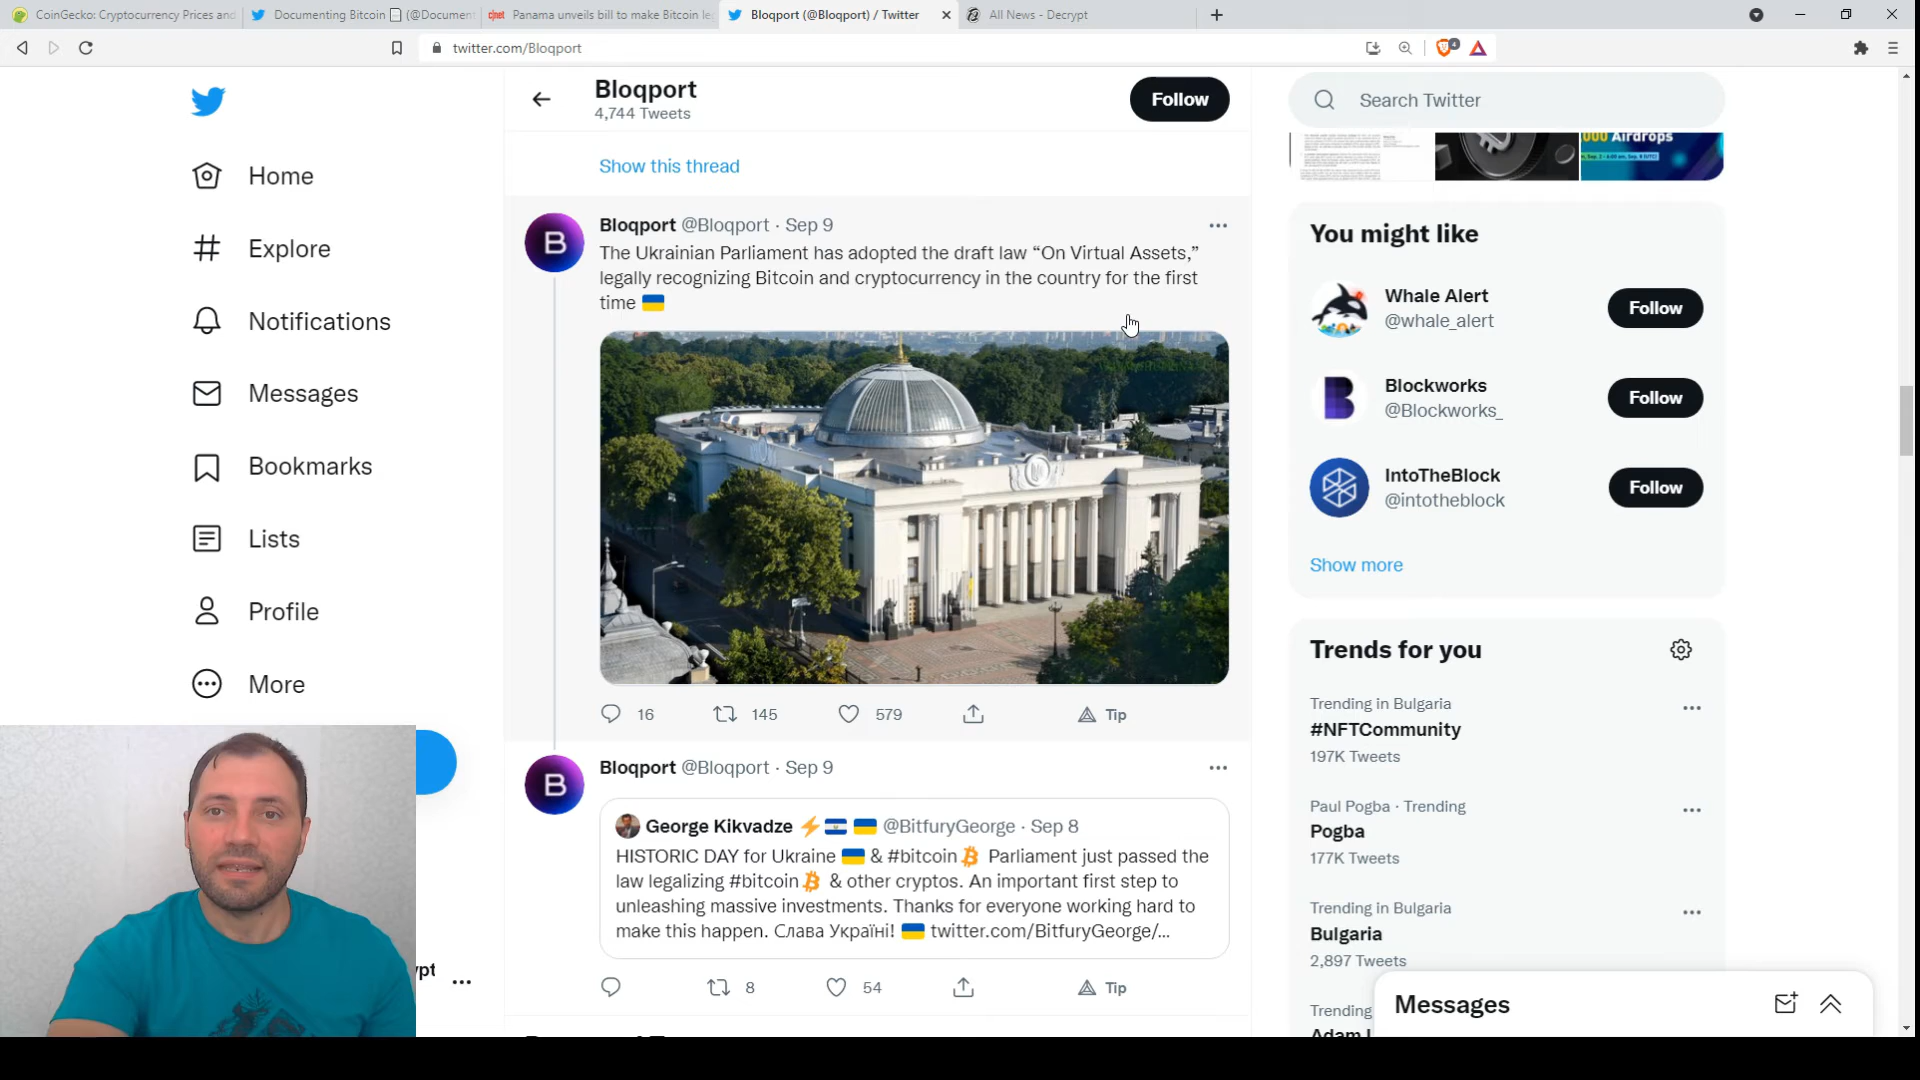 CoinGecko: Cryptocurrency Prices and
Documenting Bitcoin 📄 (@Document
c|net Panama unveils bill to make Bitcoin le
Bloqport (@Bloqport) / Twitter
All News - Decrypt
twitter.com/Bloqport
4
Bloqport
4,744 Tweets
Follow
Show this thread
Home
Explore
Notifications
Messages
Bookmarks
Lists
Profile
More
ypt
B
Bloqport @Bloqport · Sep 9
The Ukrainian Parliament has adopted the draft law “On Virtual Assets,”
legally recognizing Bitcoin and cryptocurrency in the country for the first
time 🇺🇦
16
145
579
Tip
B
Bloqport @Bloqport · Sep 9
George Kikvadze ⚡🇸🇻🇺🇦 @BitfuryGeorge · Sep 8
HISTORIC DAY for Ukraine 🇺🇦 & #bitcoin₿ Parliament just passed the
law legalizing #bitcoin₿ & other cryptos. An important first step to
unleashing massive investments. Thanks for everyone working hard to
make this happen. Слава Україні! 🇺🇦 twitter.com/BitfuryGeorge/...
8
54
Tip
Search Twitter
000 Airdrops
You might like
Whale Alert
@whale_alert
Follow
Blockworks
@Blockworks_
Follow
IntoTheBlock
@intotheblock
Follow
Show more
Trends for you
Trending in Bulgaria
#NFTCommunity
197K Tweets
Paul Pogba · Trending
Pogba
177K Tweets
Trending in Bulgaria
Bulgaria
2,897 Tweets
Trending
Messages